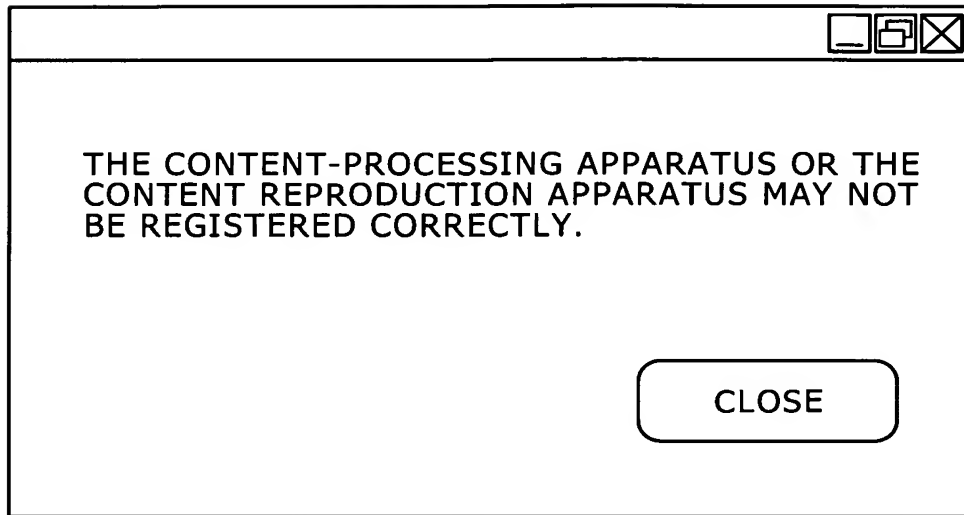 THE CONTENT-PROCESSING APPARATUS OR THE
CONTENT REPRODUCTION APPARATUS MAY NOT
BE REGISTERED CORRECTLY.
CLOSE